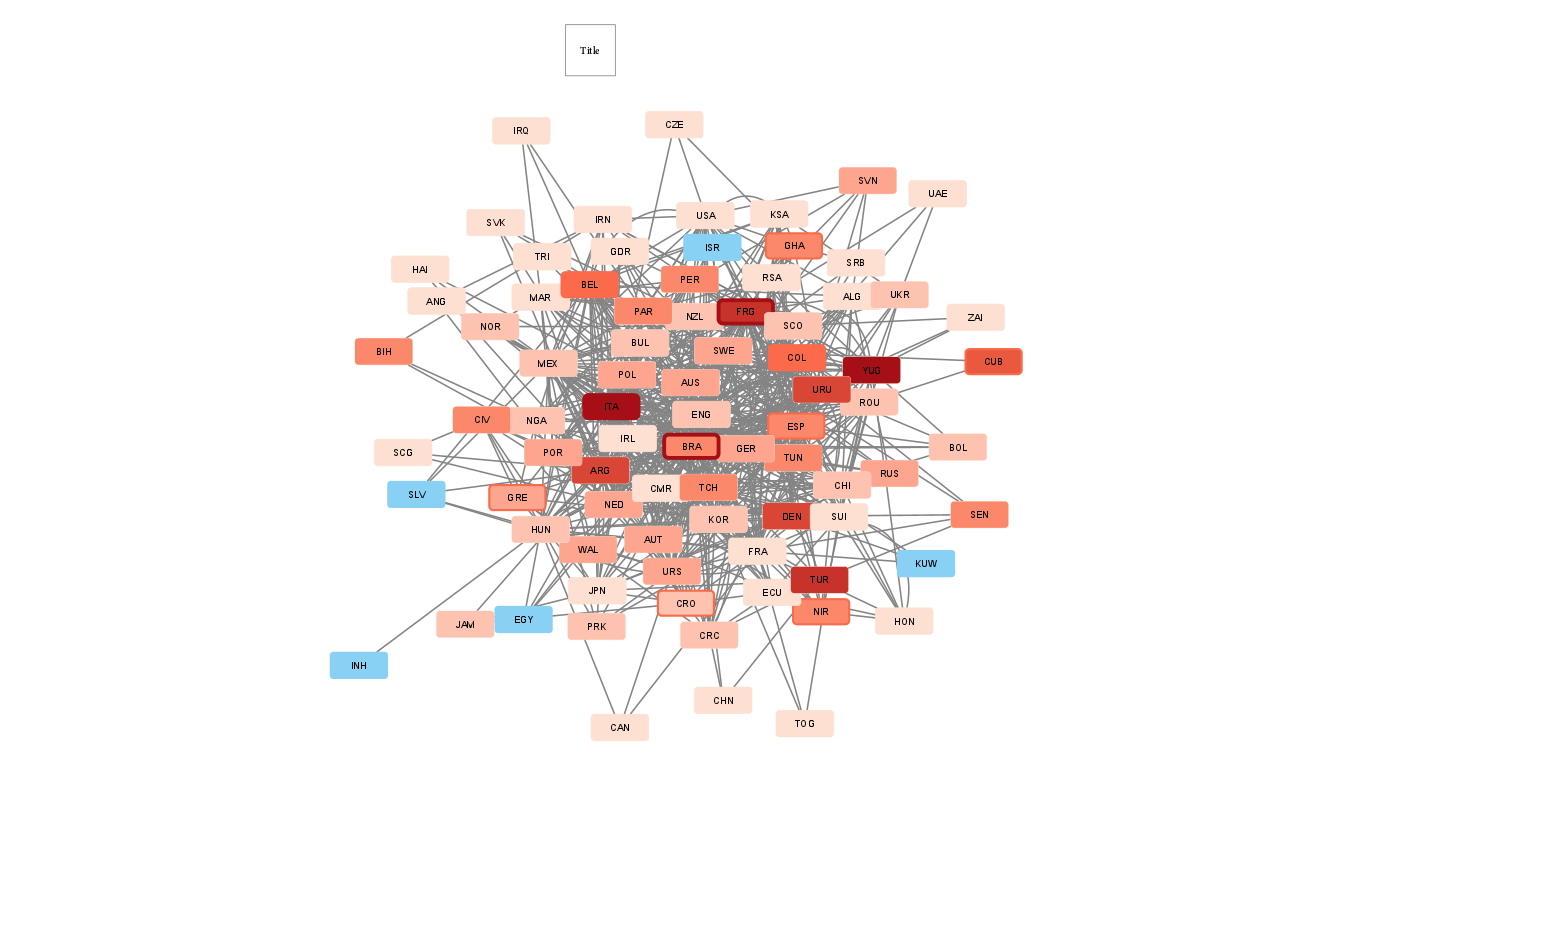 Title
CZE
IRQ
SVN
UAE
KSA
USA
IRN
SVK
GHA
ISR
GDR
TRI
SRB
HAI
RSA
PER
BEL
UKR
ALG
MAR
ANG
FRG
PAR
NZL
ZAI
SCO
NOR
BUL
SWE
BIH
COL
CUB
MEX
YUG
POL
AUS
URU
ROU
ITA
ENG
CIV
NGA
ESP
IRL
BRA
GER
BOL
SCG
POR
TUN
ARG
RUS
CHI
TCH
CMR
SLV
GRE
NED
SEN
DEN
SUI
KOR
HUN
AUT
WAL
FRA
KUW
URS
TUR
JPN
ECU
CRO
NIR
EGY
HON
JAM
PRK
CRC
INH
CHN
TOG
CAN